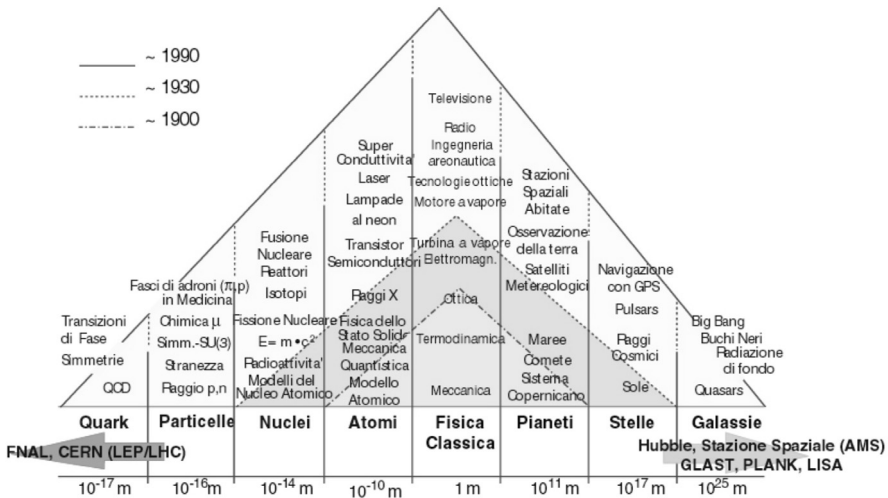 ~ 1990
~ 1930
~ 1900
Transizioni
di Fase
Simmetrie
QCD
Fasci di adroni (π,p)
in Medicina
Chimica μ
Simm.-SU(3)
Stranezza
Raggio p,n
Fusione
Nucleare
Reattori
Isotopi
Fissione Nucleare
E= m•c²
Radioattivita'
Modelli del
Nucleo Atomico
Super
Conduttivita'
Laser
Lampade
al neon
Transistor
Semiconduttori
Raggi X
Fisica dello
Stato Solido
Meccanica
Quantistica
Modello
Atomico
Televisione
Radio
Ingegneria
areonautica
Tecnologie ottiche
Motore a vapore
Turbina a vapore
Elettromagn.
Ottica
Termodinamica
Meccanica
Stazioni
Spaziali
Abitate
Osservazione
della terra
Satelliti
Metereologici
Maree
Comete
Sistema
Copernicano
Navigazione
con GPS
Pulsars
Raggi
Cosmici
Sole
Big Bang
Buchi Neri
Radiazione
di fondo
Quasars
Quark Particelle Nuclei Atomi Fisica Pianeti Stelle Galassie
Classica
FNAL, CERN (LEP/LHC)
Hubble, Stazione Spaziale (AMS)
GLAST, PLANK, LISA
10⁻¹⁷ m 10⁻¹⁶m 10⁻¹⁴ m 10⁻¹⁰ m 1 m 10¹¹ m 10¹⁷ m 10²⁵ m